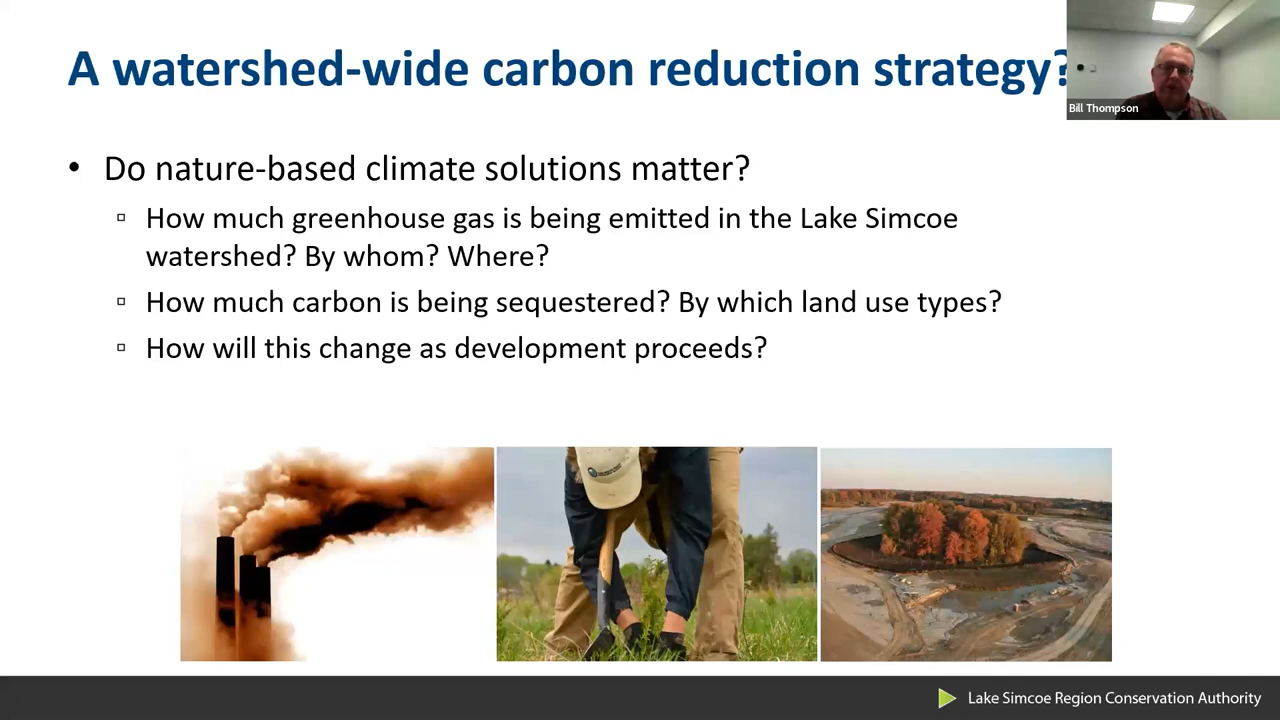 A watershed-wide carbon reduction strategy?
Bill Thompson
• Do nature-based climate solutions matter?
▫ How much greenhouse gas is being emitted in the Lake Simcoe
watershed? By whom? Where?
▫ How much carbon is being sequestered? By which land use types?
▫ How will this change as development proceeds?
Lake Simcoe Region Conservation Authority